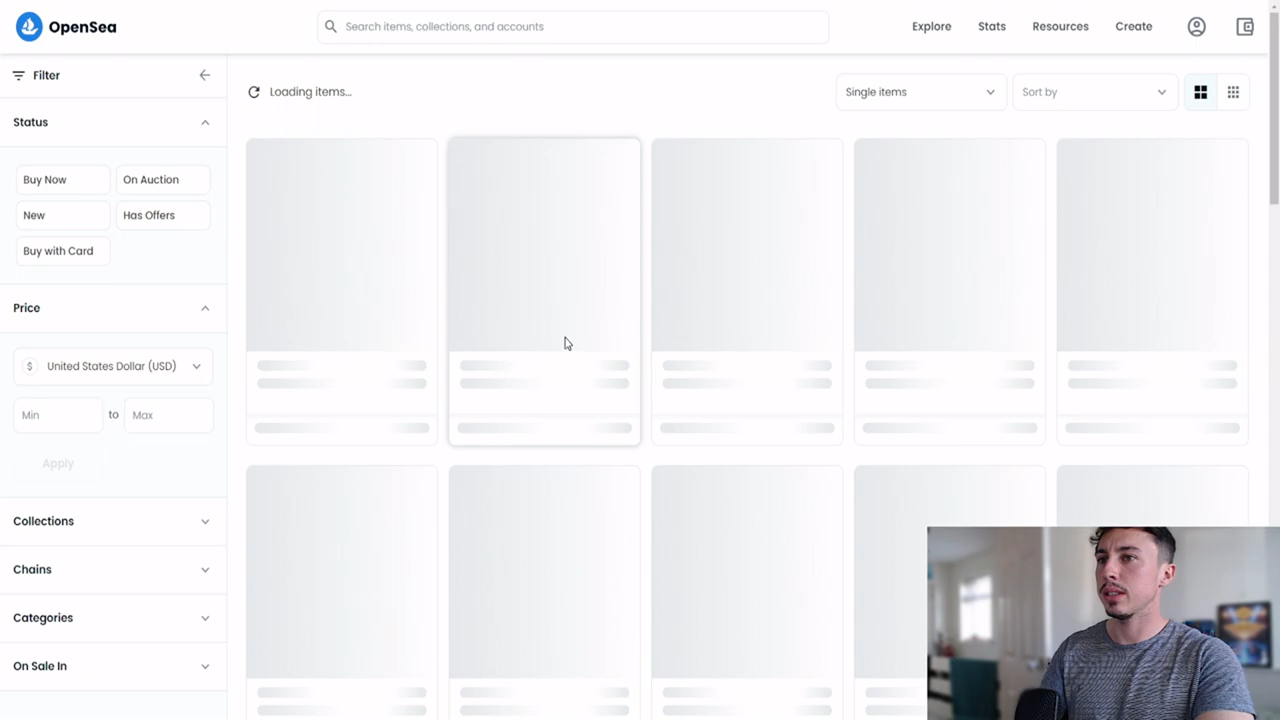 OpenSea
Search items, collections, and accounts
Explore
Stats
Resources
Create
Filter
Loading items...
Single items
Sort by
Status
Buy Now
On Auction
New
Has Offers
Buy with Card
Price
$ United States Dollar (USD)
Min to Max
Apply
Collections
Chains
Categories
On Sale In